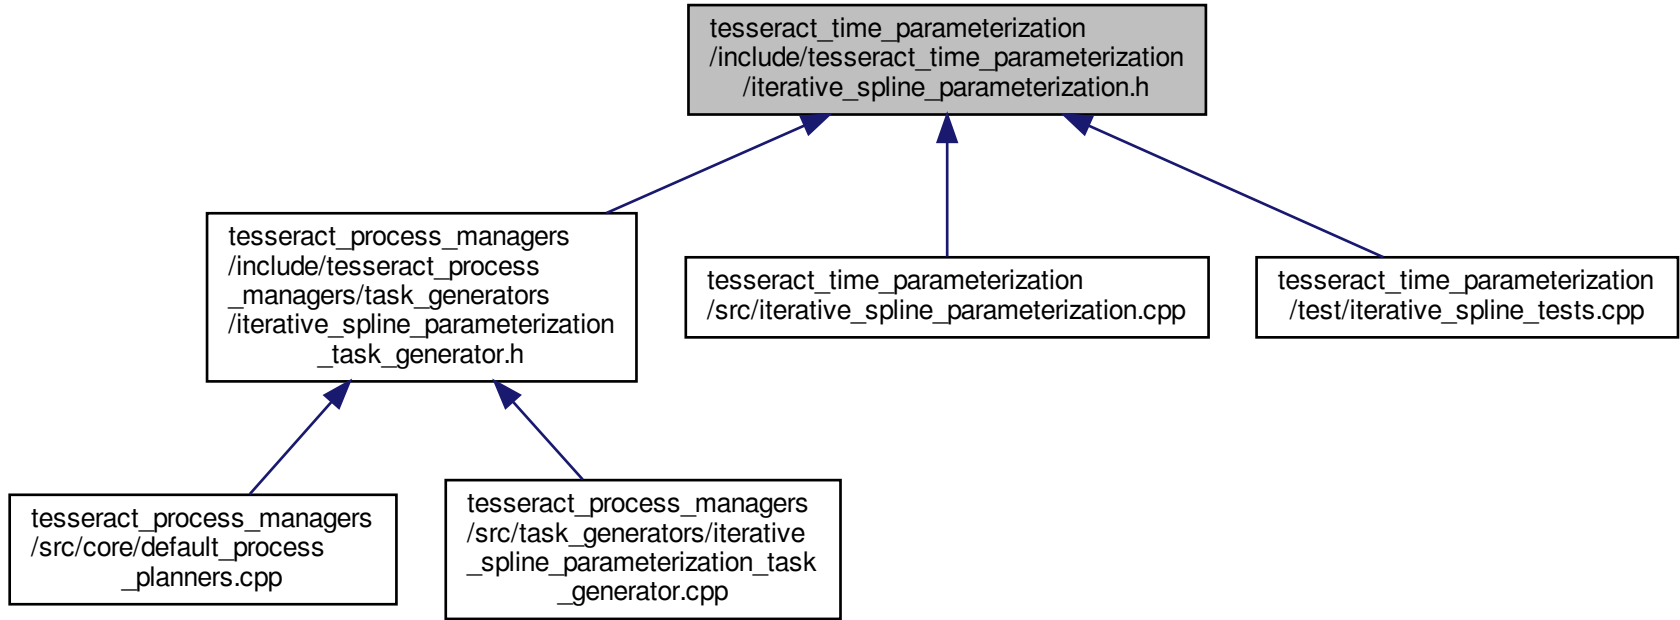 tesseract_time_parameterization
/include/tesseract_time_parameterization
/iterative_spline_parameterization.h
tesseract_process_managers
/include/tesseract_process
_managers/task_generators
/iterative_spline_parameterization
_task_generator.h
tesseract_time_parameterization
/src/iterative_spline_parameterization.cpp
tesseract_time_parameterization
/test/iterative_spline_tests.cpp
tesseract_process_managers
/src/core/default_process
_planners.cpp
tesseract_process_managers
/src/task_generators/iterative
_spline_parameterization_task
_generator.cpp